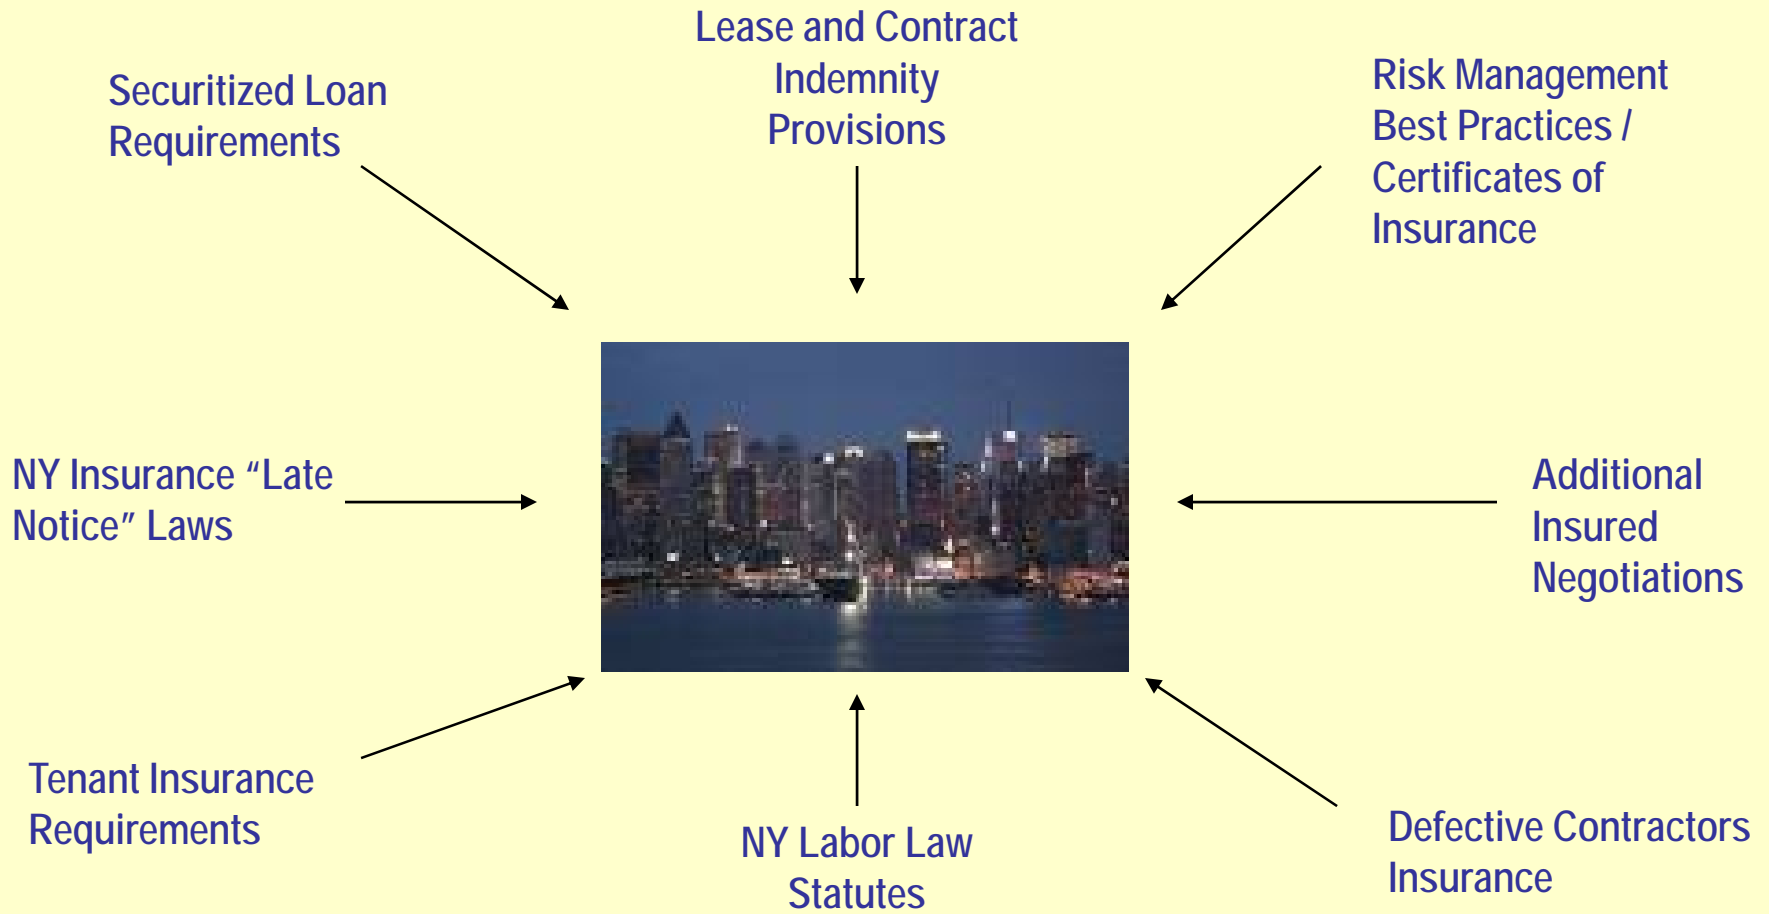 Lease and Contract
Indemnity
Provisions
Securitized Loan
Requirements
Risk Management
Best Practices /
Certificates of
Insurance
NY Insurance “Late
Notice” Laws
Additional
Insured
Negotiations
Tenant Insurance
Requirements
NY Labor Law
Statutes
Defective Contractors
Insurance